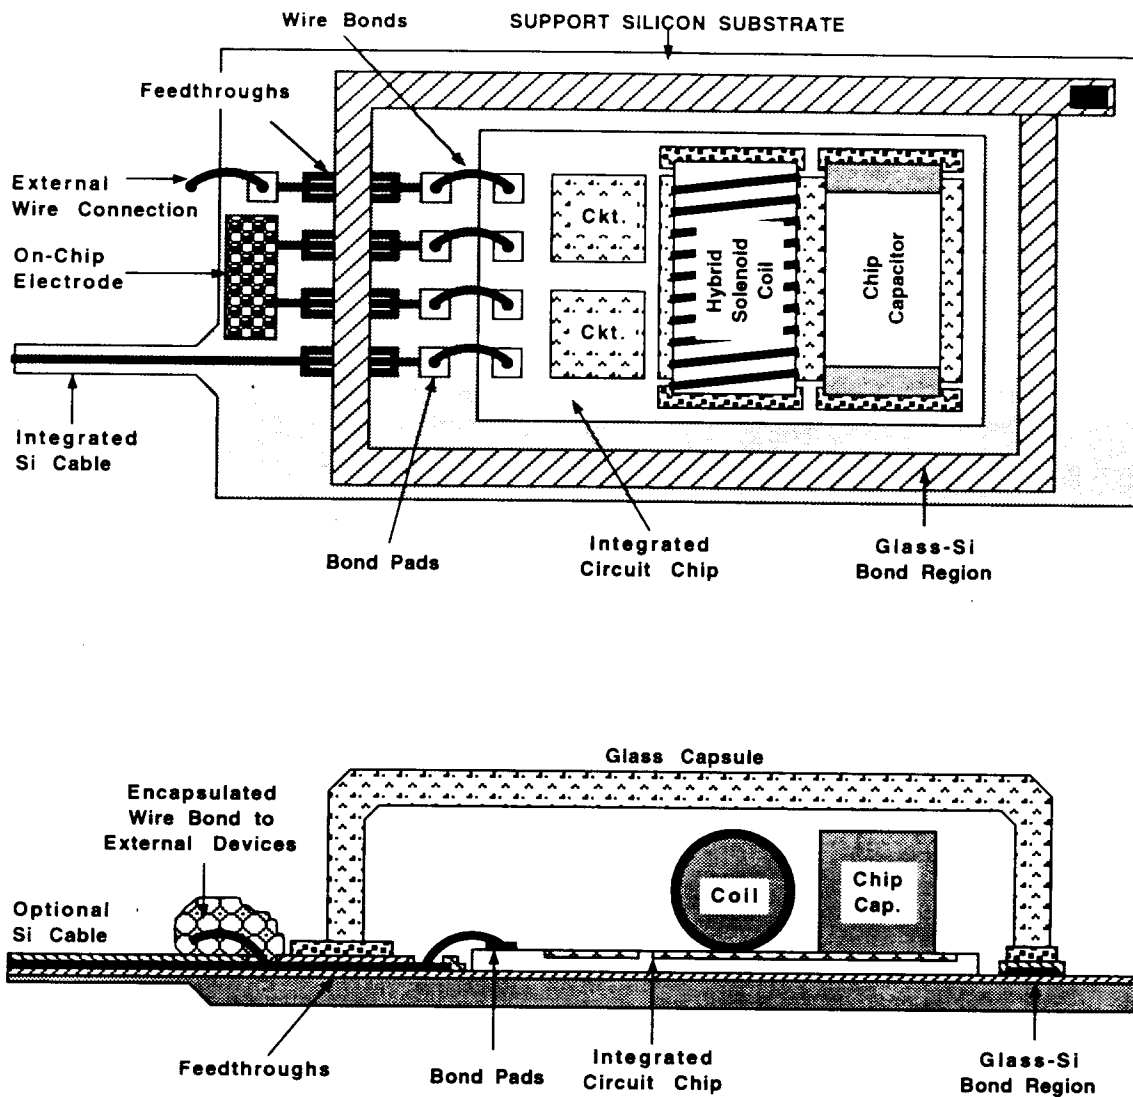 Wire Bonds
SUPPORT SILICON SUBSTRATE
Feedthroughs
External
Wire Connection
On-Chip
Electrode
Ckt.
Ckt.
Hybrid
Solenoid
Coil
Chip
Capacitor
Integrated
Si Cable
Bond Pads
Integrated
Circuit Chip
Glass-Si
Bond Region
Glass Capsule
Encapsulated
Wire Bond to
External Devices
Optional
Si Cable
Coil
Chip
Cap.
Feedthroughs
Bond Pads
Integrated
Circuit Chip
Glass-Si
Bond Region